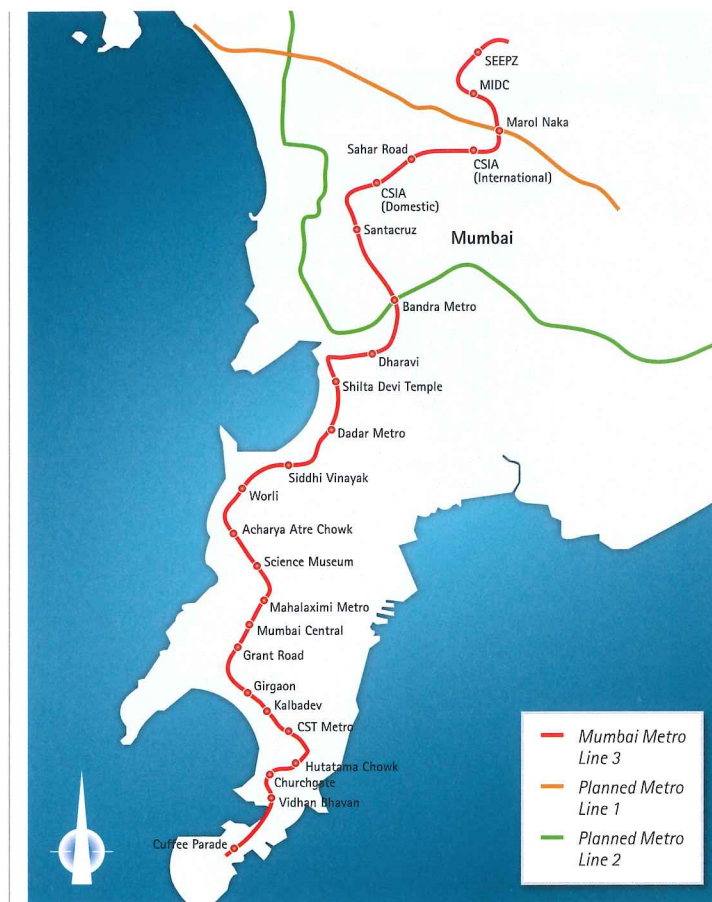 SEEPZ
MIDC
Marol Naka
Sahar Road
CSIA
(International)
CSIA
(Domestic)
Santacruz
Mumbai
Bandra Metro
Dharavi
Shilta Devi Temple
Dadar Metro
Siddhi Vinayak
Worli
Acharya Atre Chowk
Science Museum
Mahalaximi Metro
Mumbai Central
Grant Road
Girgaon
Kalbadev
CST Metro
Hutatama Chowk
Churchgate
Vidhan Bhavan
Cuffee Parade
Mumbai Metro
Line 3
Planned Metro
Line 1
Planned Metro
Line 2